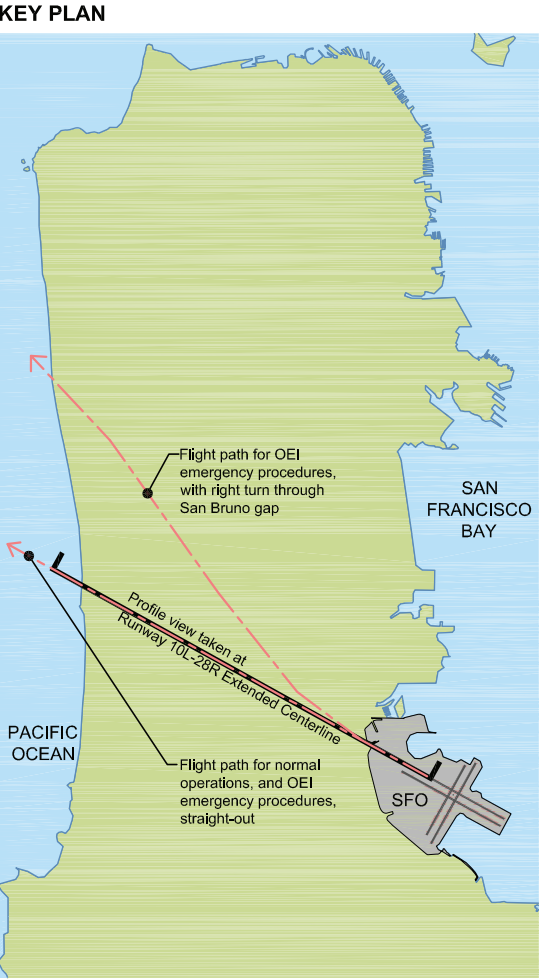 KEY PLAN
Flight path for OEI
emergency procedures,
with right turn through
San Bruno gap
SAN
FRANCISCO
BAY
Profile view taken at
Runway 10L-28R Extended Centerline
PACIFIC
OCEAN
Flight path for normal
operations, and OEI
emergency procedures,
straight-out
SFO